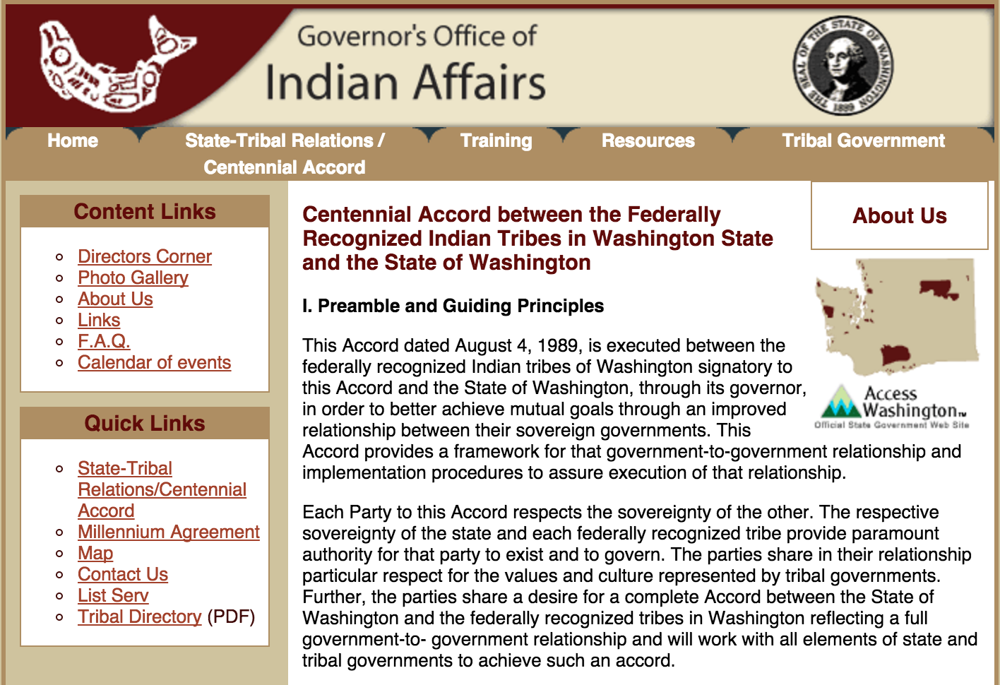 Governor's Office of
Indian Affairs
THE SEAL OF THE STATE OF WASHINGTON
1889
Home
State-Tribal Relations /
Centennial Accord
Training
Resources
Tribal Government
Content Links
Directors Corner
Photo Gallery
About Us
Links
F.A.Q.
Calendar of events
Quick Links
State-Tribal
Relations/Centennial
Accord
Millennium Agreement
Map
Contact Us
List Serv
Tribal Directory (PDF)
Centennial Accord between the Federally
Recognized Indian Tribes in Washington State
and the State of Washington
I. Preamble and Guiding Principles
This Accord dated August 4, 1989, is executed between the
federally recognized Indian tribes of Washington signatory to
this Accord and the State of Washington, through its governor,
in order to better achieve mutual goals through an improved
relationship between their sovereign governments. This
Accord provides a framework for that government-to-government relationship and
implementation procedures to assure execution of that relationship.
Each Party to this Accord respects the sovereignty of the other. The respective
sovereignty of the state and each federally recognized tribe provide paramount
authority for that party to exist and to govern. The parties share in their relationship
particular respect for the values and culture represented by tribal governments.
Further, the parties share a desire for a complete Accord between the State of
Washington and the federally recognized tribes in Washington reflecting a full
government-to- government relationship and will work with all elements of state and
tribal governments to achieve such an accord.
About Us
Access
Washington™
Official State Government Web Site